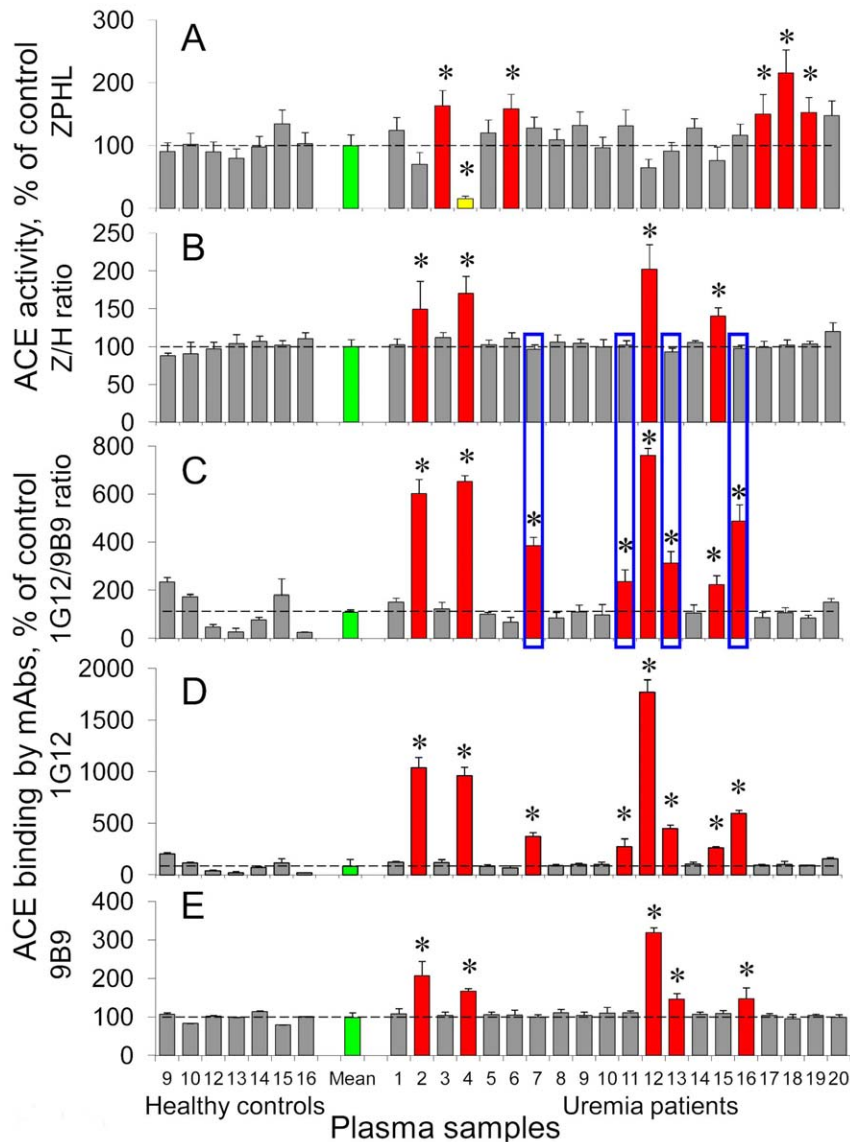 A
ACE activity, % of control
ZPHL
300
200
100
0
* * * * * *
B
Z/H ratio
250
200
150
100
50
0
* * * *
C
ACE binding by mAbs, % of control
1G12/9B9 ratio
800
600
400
200
0
* * * * * * * *
D
1G12
2000
1500
1000
500
0
* * * * * * * *
E
9B9
400
300
200
100
0
* * * * *
9 10 12 13 14 15 16 Mean 1 2 3 4 5 6 7 8 9 10 11 12 13 14 15 16 17 18 19 20
Healthy controls Uremia patients
Plasma samples